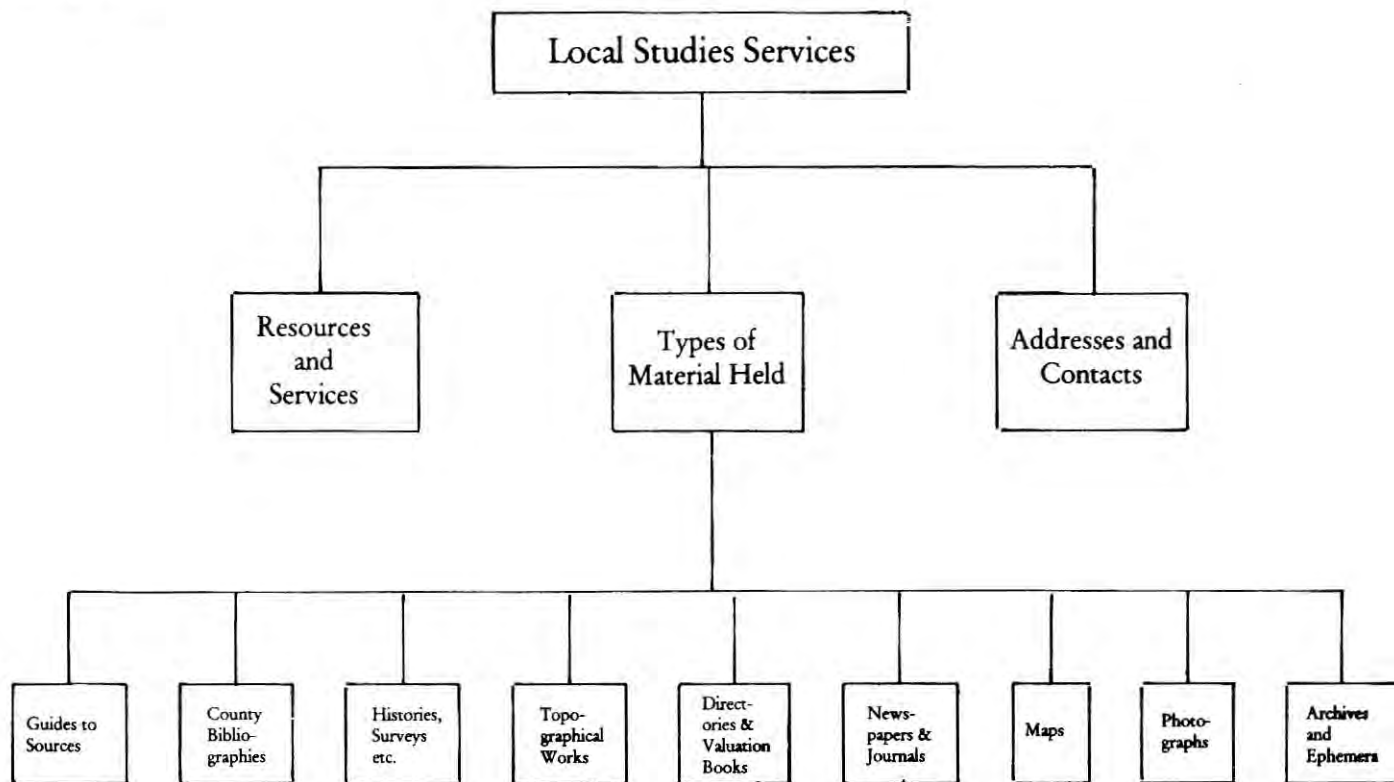 Local Studies Services
Resources
and
Services
Types of
Material Held
Addresses and
Contacts
Guides to
Sources
County
Biblio-
graphies
Histories,
Surveys
etc.
Topo-
graphical
Works
Direct-
ories &
Valuation
Books
News-
papers &
Journals
Maps
Photo-
graphs
Archives
and
Ephemera